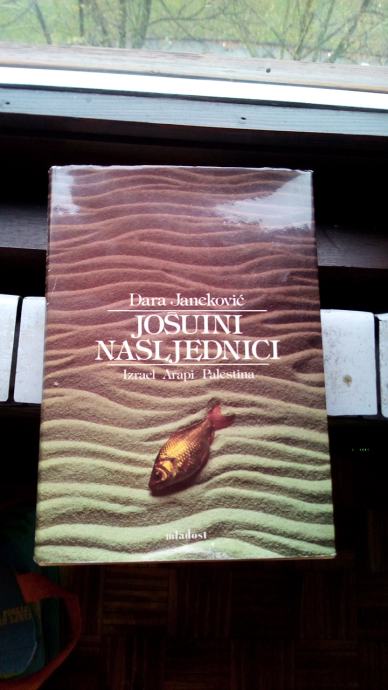 Dara Janeković
JOŠUINI
NASLJEDNICI
Izrael Arapi Palestina
mladost